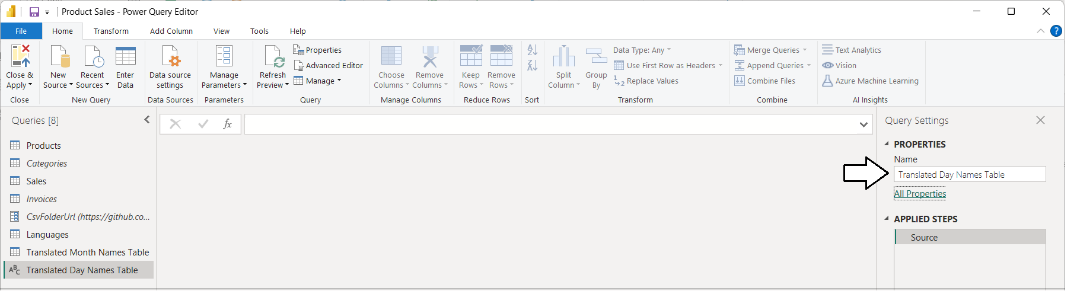 Product Sales - Power Query Editor
File Home Transform Add Column View Tools Help
Close & Apply
New Source
Recent Sources
Enter Data
Data source settings
Manage Parameters
Refresh Preview
Properties
Advanced Editor
Manage
Choose Columns
Remove Columns
Keep Rows
Remove Rows
Split Column
Group By
Data Type: Any
Use First Row as Headers
Replace Values
Merge Queries
Append Queries
Combine Files
Text Analytics
Vision
Azure Machine Learning
Close New Query Data Sources Parameters Query Manage Columns Reduce Rows Sort Transform Combine AI Insights
Queries [8]
Products
Categories
Sales
Invoices
CsvFolderUrl (https://github.co...
Languages
Translated Month Names Table
ABC Translated Day Names Table
fx
Query Settings
PROPERTIES
Name
Translated Day Names Table
All Properties
APPLIED STEPS
Source